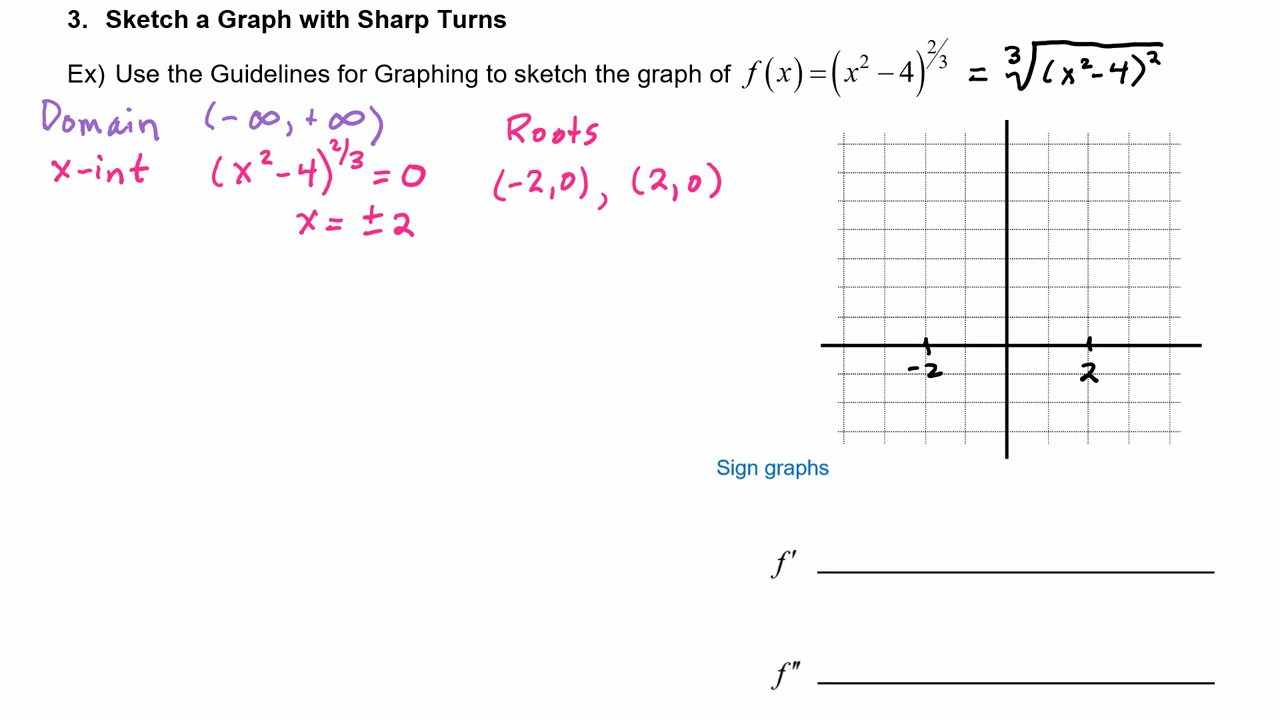 3. Sketch a Graph with Sharp Turns
Ex) Use the Guidelines for Graphing to sketch the graph of f(x) = (x² − 4)^(2/3) = ∛(x²-4)²
Domain (-∞, +∞) Roots
x-int (x²-4)^(2/3) = 0 (-2,0), (2,0)
x = ±2
-2 2
Sign graphs
f'
f"